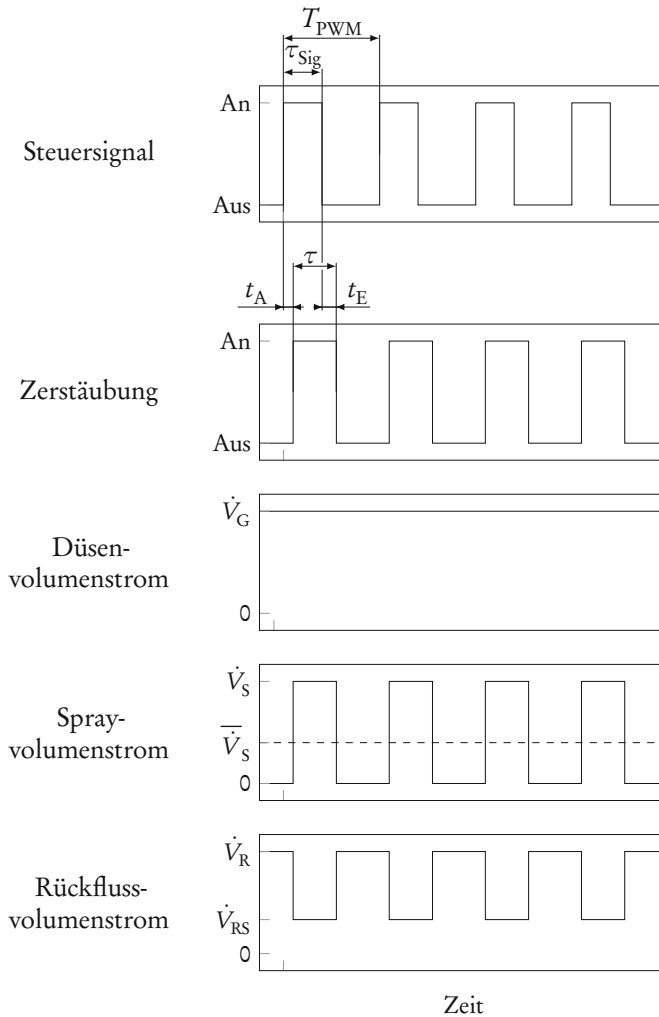 T_PWM
τ_Sig
An
Steuersignal
Aus
τ
t_A
t_E
An
Zerstäubung
Aus
V̇_G
Düsen-
volumenstrom
0
V̇_S
Spray-
volumenstrom
V̇̅_S
0
V̇_R
Rückfluss-
volumenstrom
V̇_RS
0
Zeit